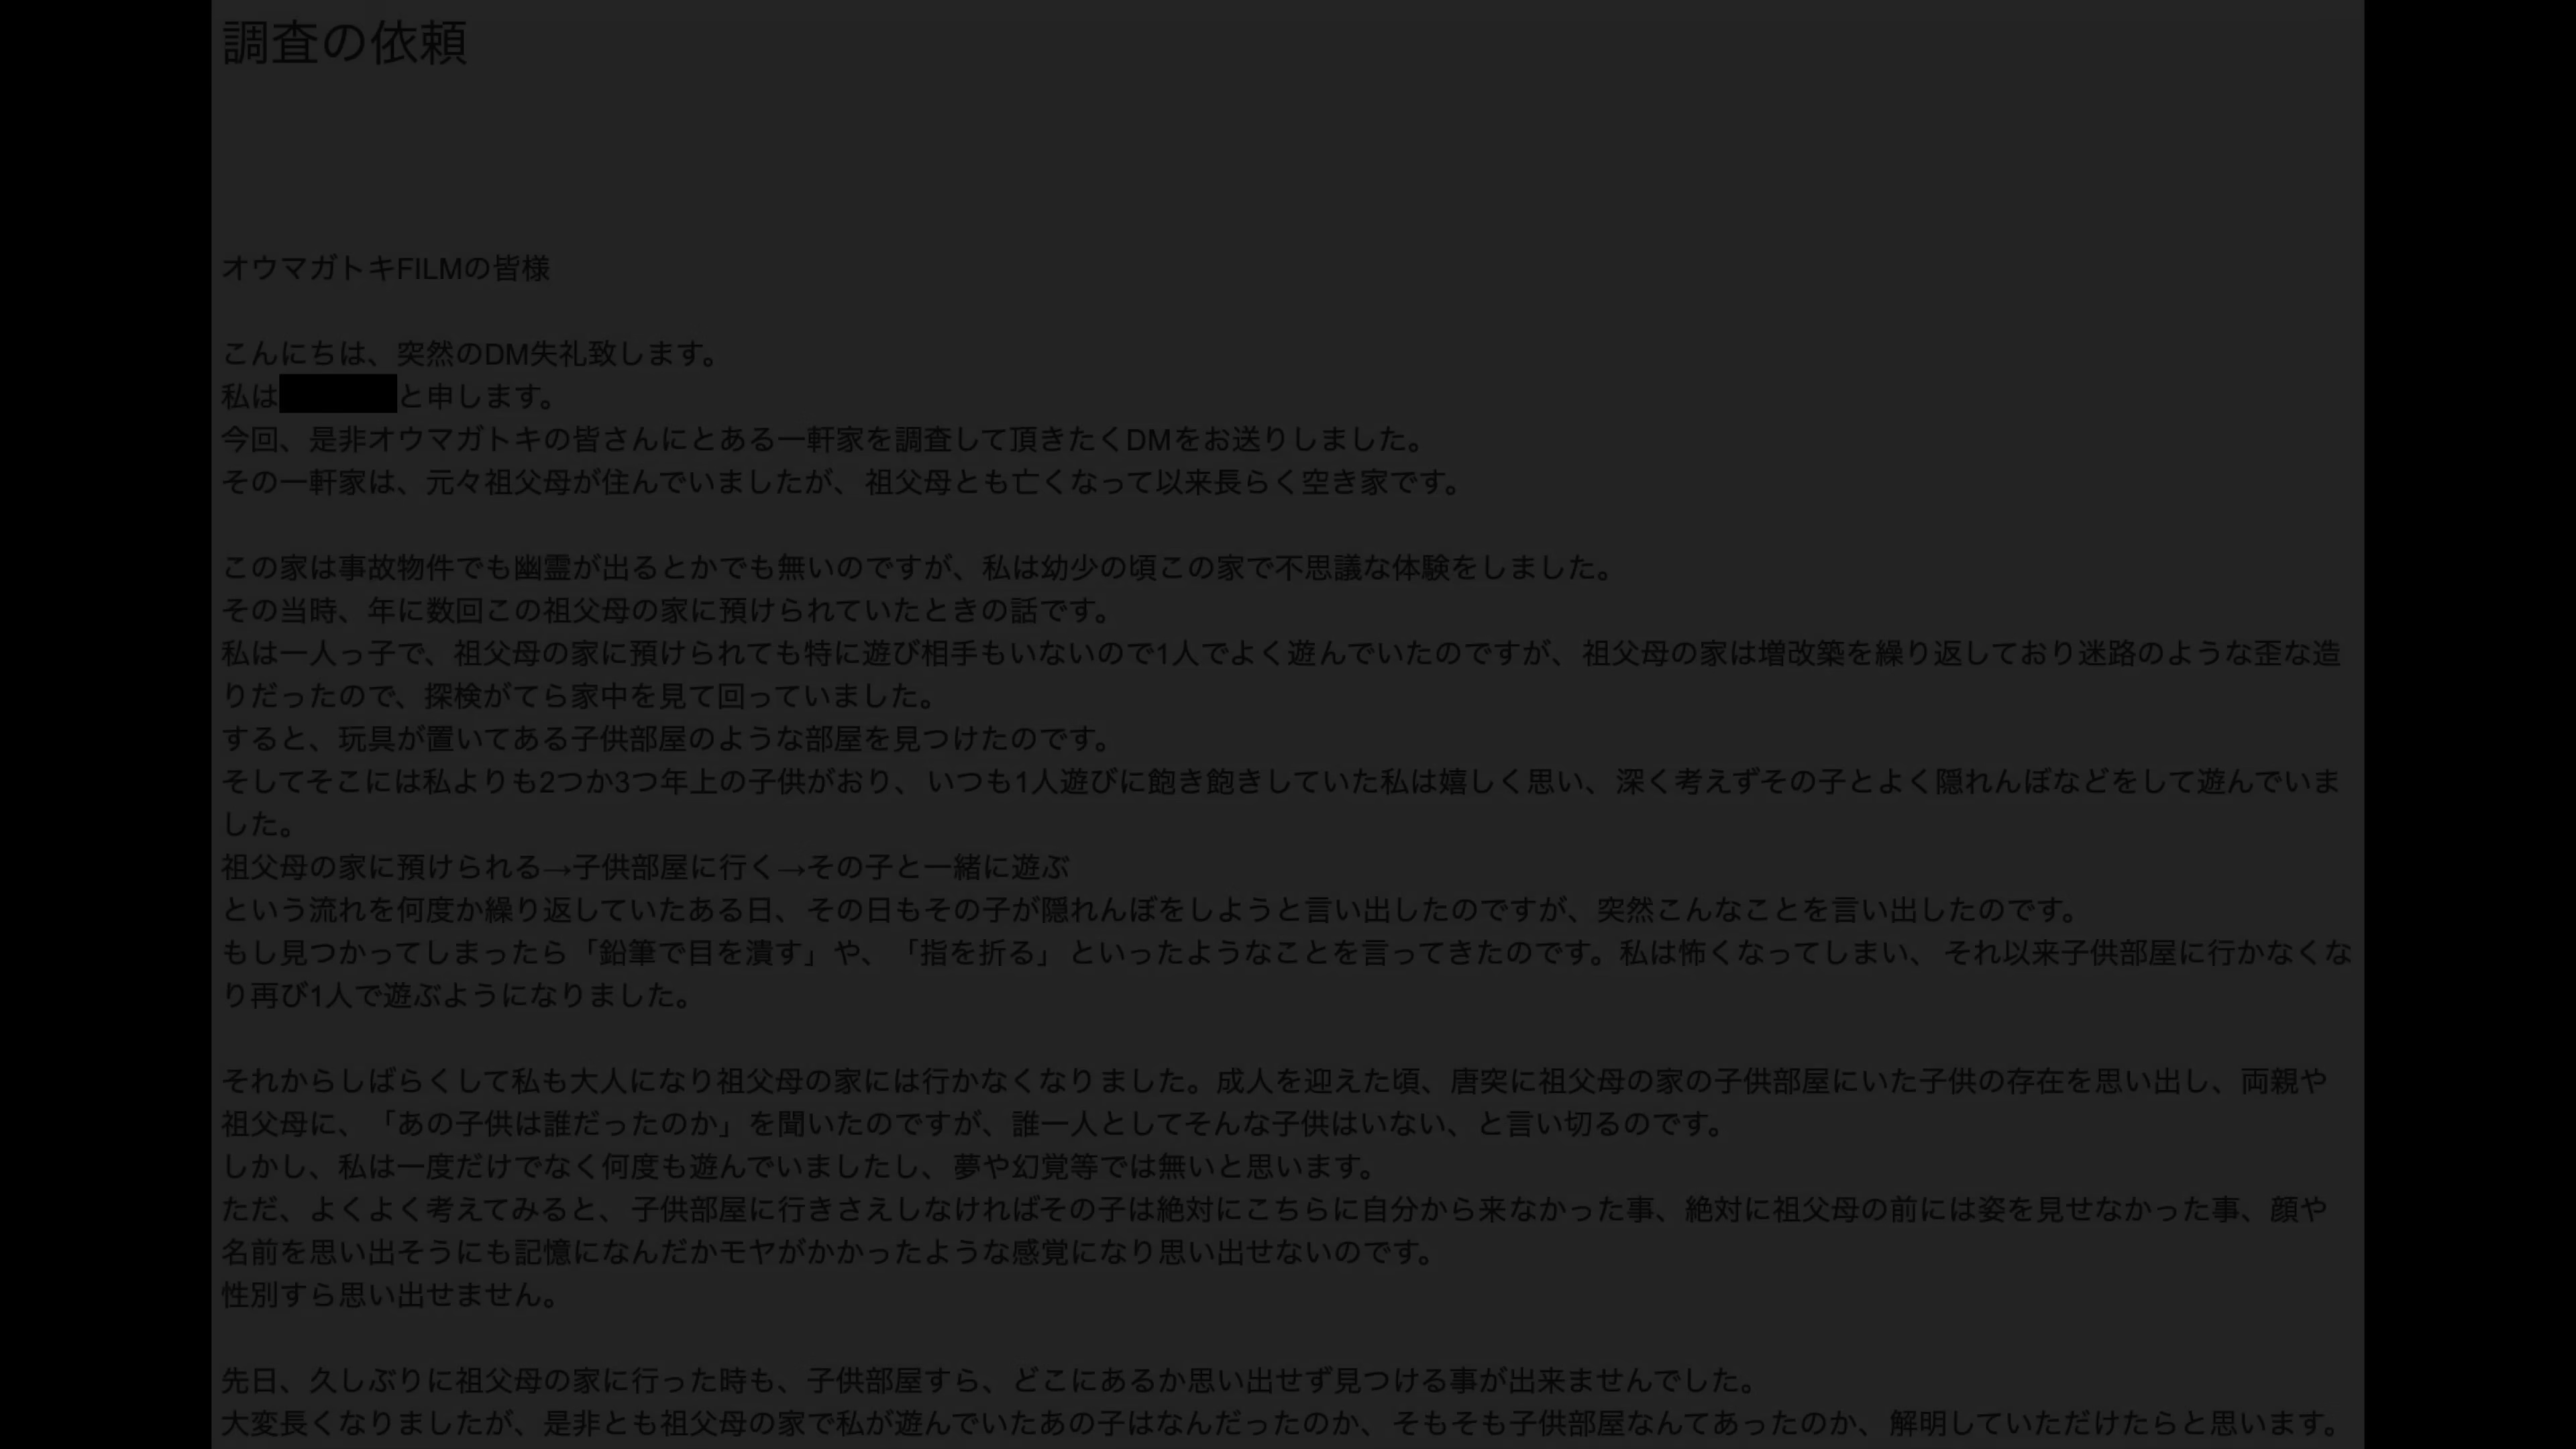 調査の依頼
オウマガトキFILMの皆様
こんにちは、突然のDM失礼致します。
私は と申します。
今回、是非オウマガトキの皆さんにとある一軒家を調査して頂きたくDMをお送りしました。
その一軒家は、元々祖父母が住んでいましたが、祖父母とも亡くなって以来長らく空き家です。
この家は事故物件でも幽霊が出るとかでも無いのですが、私は幼少の頃この家で不思議な体験をしました。
その当時、年に数回この祖父母の家に預けられていたときの話です。
私は一人っ子で、祖父母の家に預けられても特に遊び相手もいないので1人でよく遊んでいたのですが、祖父母の家は増改築を繰り返しており迷路のような歪な造
りだったので、探検がてら家中を見て回っていました。
すると、玩具が置いてある子供部屋のような部屋を見つけたのです。
そしてそこには私よりも2つか3つ年上の子供がおり、いつも1人遊びに飽き飽きしていた私は嬉しく思い、深く考えずその子とよく隠れんぼなどをして遊んでいま
した。
祖父母の家に預けられる→子供部屋に行く→その子と一緒に遊ぶ
という流れを何度か繰り返していたある日、その日もその子が隠れんぼをしようと言い出したのですが、突然こんなことを言い出したのです。
もし見つかってしまったら「鉛筆で目を潰す」や、「指を折る」といったようなことを言ってきたのです。私は怖くなってしまい、それ以来子供部屋に行かなくな
り再び1人で遊ぶようになりました。
それからしばらくして私も大人になり祖父母の家には行かなくなりました。成人を迎えた頃、唐突に祖父母の家の子供部屋にいた子供の存在を思い出し、両親や
祖父母に、「あの子供は誰だったのか」を聞いたのですが、誰一人としてそんな子供はいない、と言い切るのです。
しかし、私は一度だけでなく何度も遊んでいましたし、夢や幻覚等では無いと思います。
ただ、よくよく考えてみると、子供部屋に行きさえしなければその子は絶対にこちらに自分から来なかった事、絶対に祖父母の前には姿を見せなかった事、顔や
名前を思い出そうにも記憶になんだかモヤがかかったような感覚になり思い出せないのです。
性別すら思い出せません。
先日、久しぶりに祖父母の家に行った時も、子供部屋すら、どこにあるか思い出せず見つける事が出来ませんでした。
大変長くなりましたが、是非とも祖父母の家で私が遊んでいたあの子はなんだったのか、そもそも子供部屋なんてあったのか、解明していただけたらと思います。